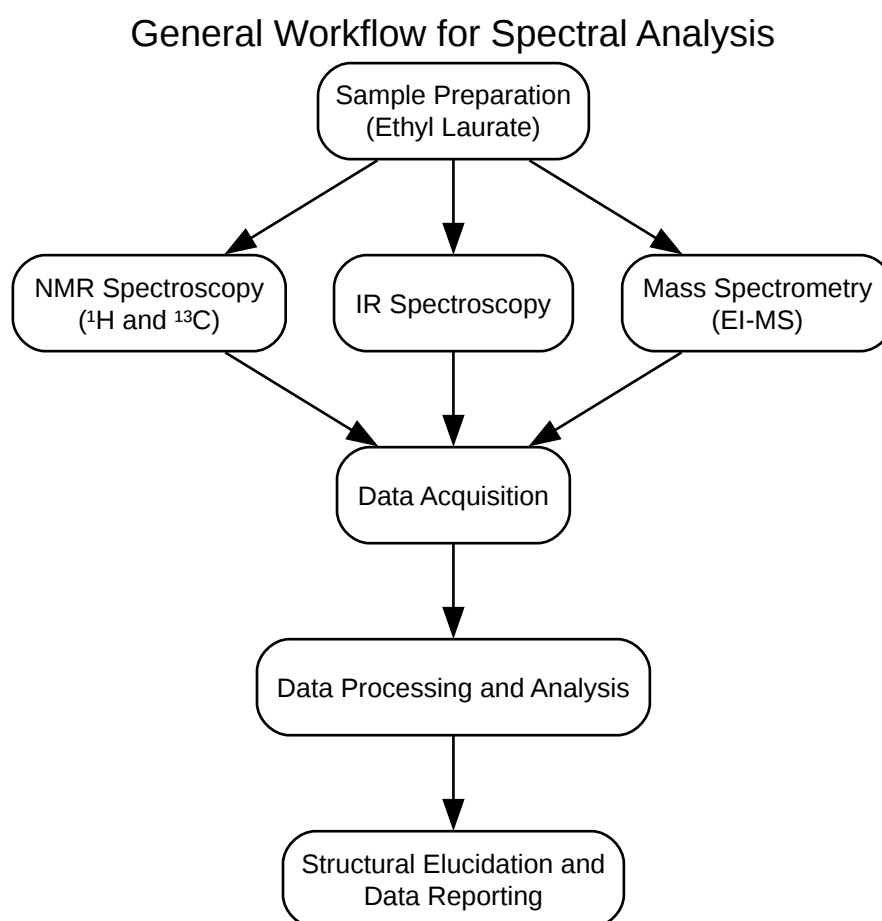 General Workflow for Spectral Analysis
Sample Preparation
(Ethyl Laurate)
NMR Spectroscopy
(¹H and ¹³C)
IR Spectroscopy
Mass Spectrometry
(EI-MS)
Data Acquisition
Data Processing and Analysis
Structural Elucidation and
Data Reporting